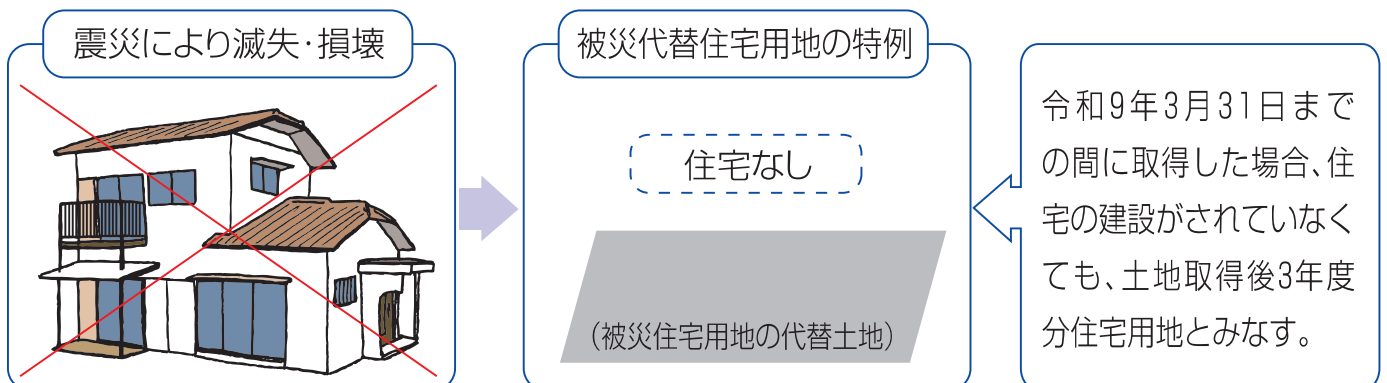 震災により滅失・損壊
被災代替住宅用地の特例
住宅なし
(被災住宅用地の代替土地)
令和9年3月31日まで
の間に取得した場合、住
宅の建設がされていなく
ても、土地取得後3年度
分住宅用地とみなす。